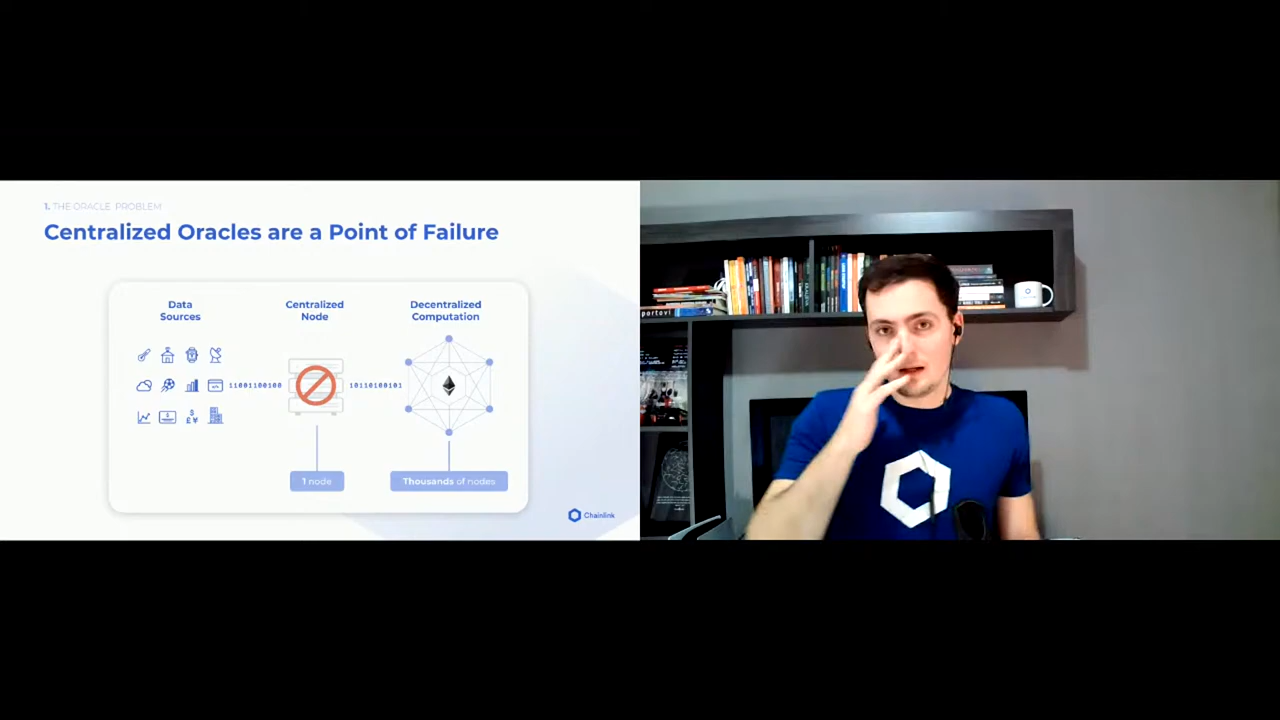 1. THE ORACLE PROBLEM
Centralized Oracles are a Point of Failure
Data
Sources
Centralized
Node
Decentralized
Computation
11001100100
10110100101
1 node
Thousands of nodes
Chainlink
portovi